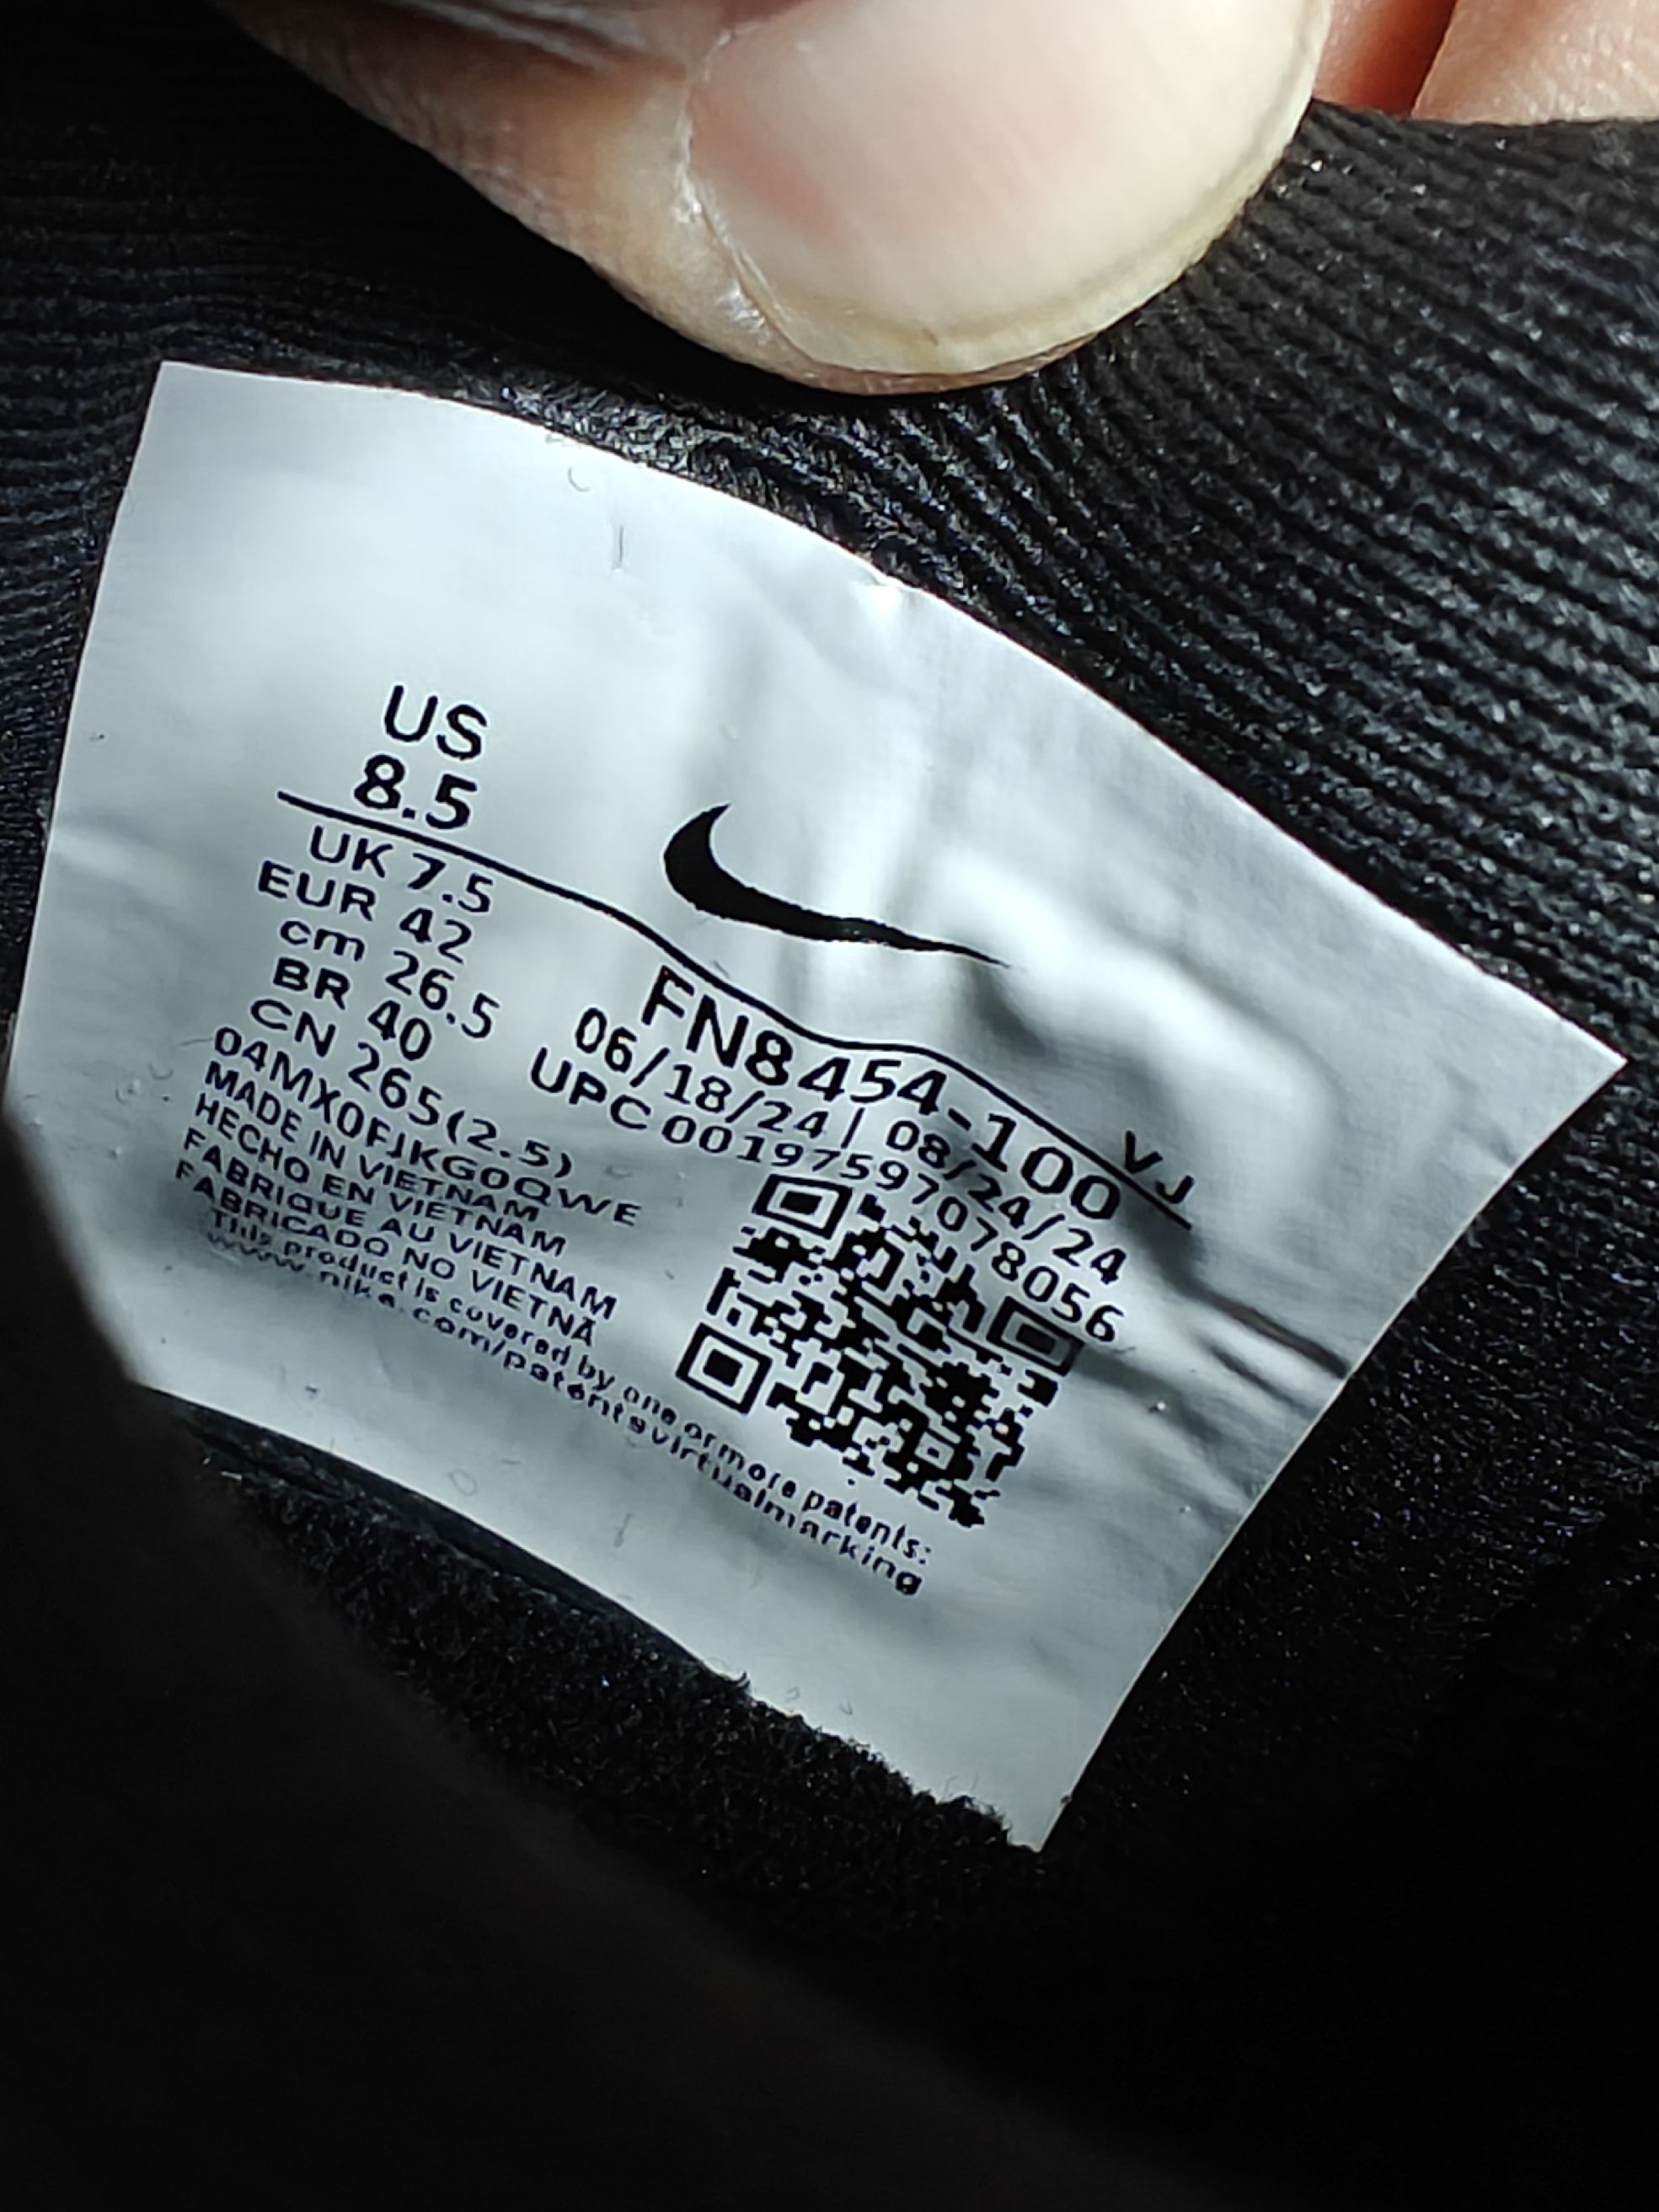 US
8.5
UK 7.5
EUR 42
cm 26.5
BR 40
CN 265(2.5)
04MX0FJKG0QWE
MADE IN VIETNAM
HECHO EN VIETNAM
FABRIQUE AU VIETNAM
FABRICADO NO VIETNÃ
This product is covered by one or more patents:
www.nike.com/patentsvirtualmarking
VJ
FN8454-100
06/18/24 | 08/24/24
UPC 00197597078056